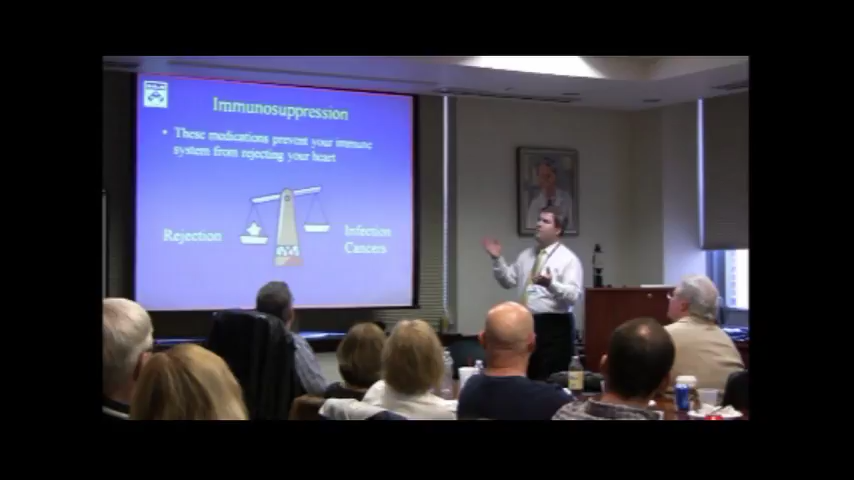 Immunosuppression
• These medications prevent your immune
system from rejecting your heart
Rejection
Infection
Cancers